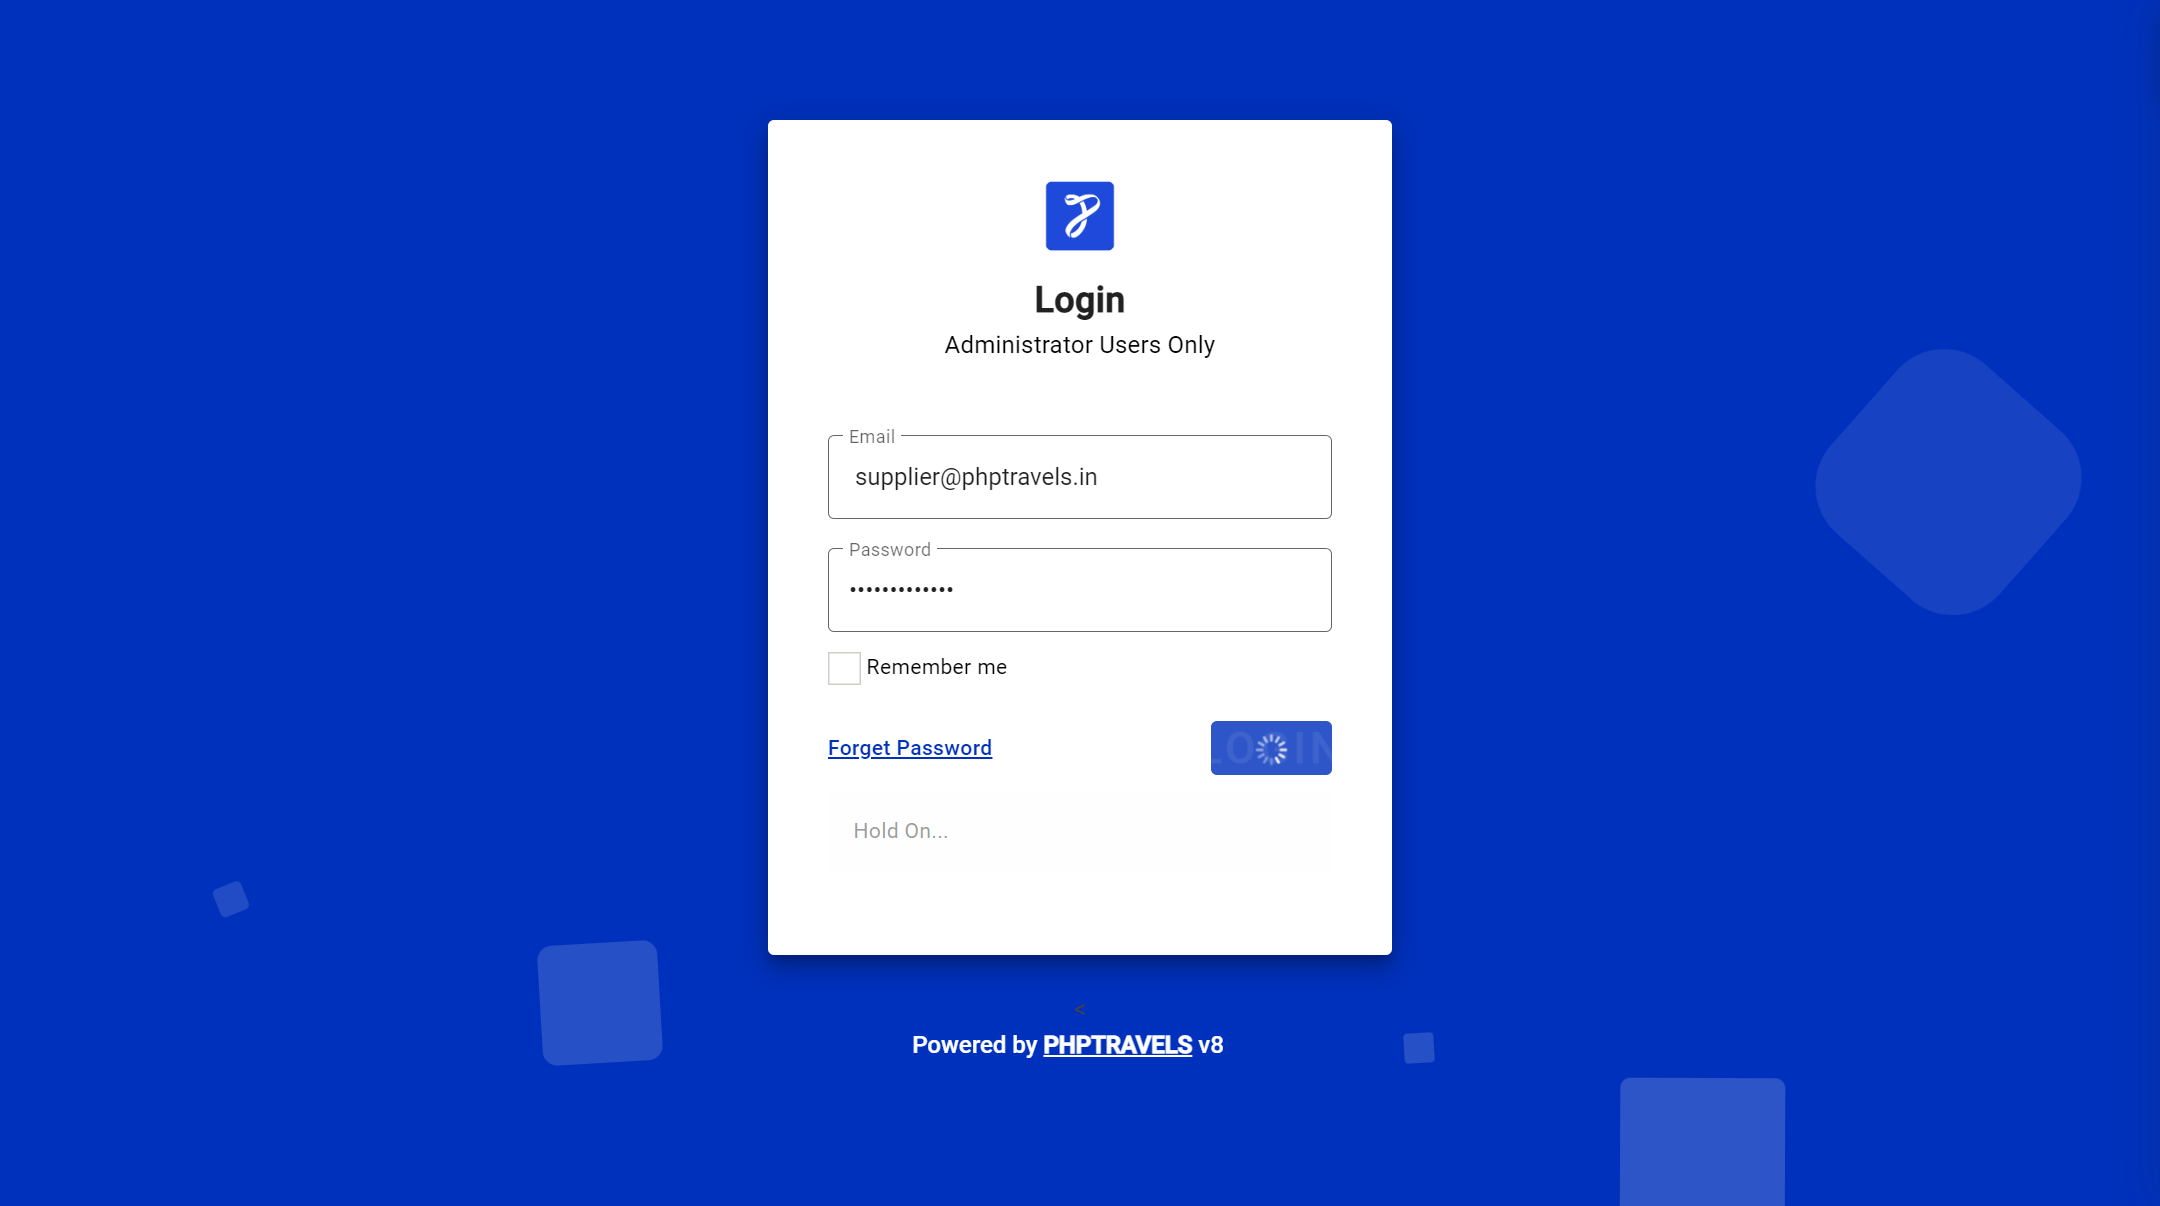 Login
Administrator Users Only
Email
supplier@phptravels.in
Password
•••••••••••••
Remember me
Forget Password
LOGIN
Hold On...
<
Powered by PHPTRAVELS v8